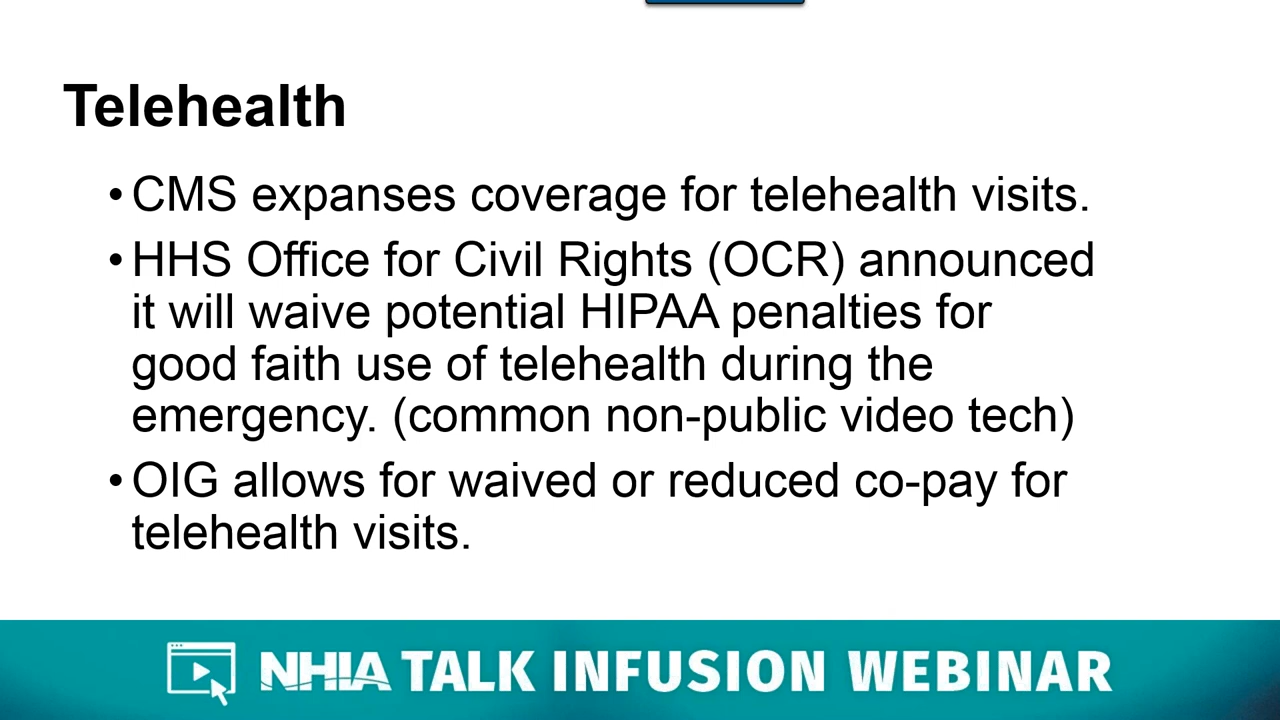 Telehealth
•CMS expanses coverage for telehealth visits.
•HHS Office for Civil Rights (OCR) announced
it will waive potential HIPAA penalties for
good faith use of telehealth during the
emergency. (common non-public video tech)
•OIG allows for waived or reduced co-pay for
telehealth visits.
NHIA TALK INFUSION WEBINAR